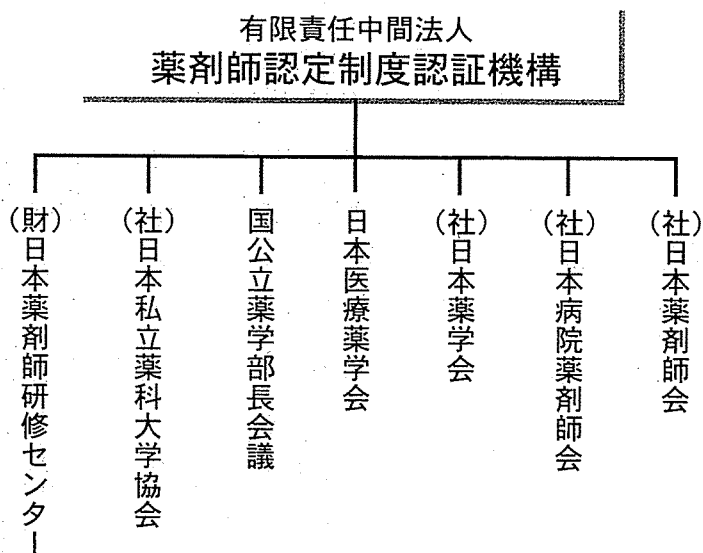 有限責任中間法人
薬剤師認定制度認証機構
(社)日本薬剤師会
(社)日本病院薬剤師会
(社)日本薬学会
日本医療薬学会
国公立薬学部長会議
(社)日本私立薬科大学協会
(財)日本薬剤師研修センター